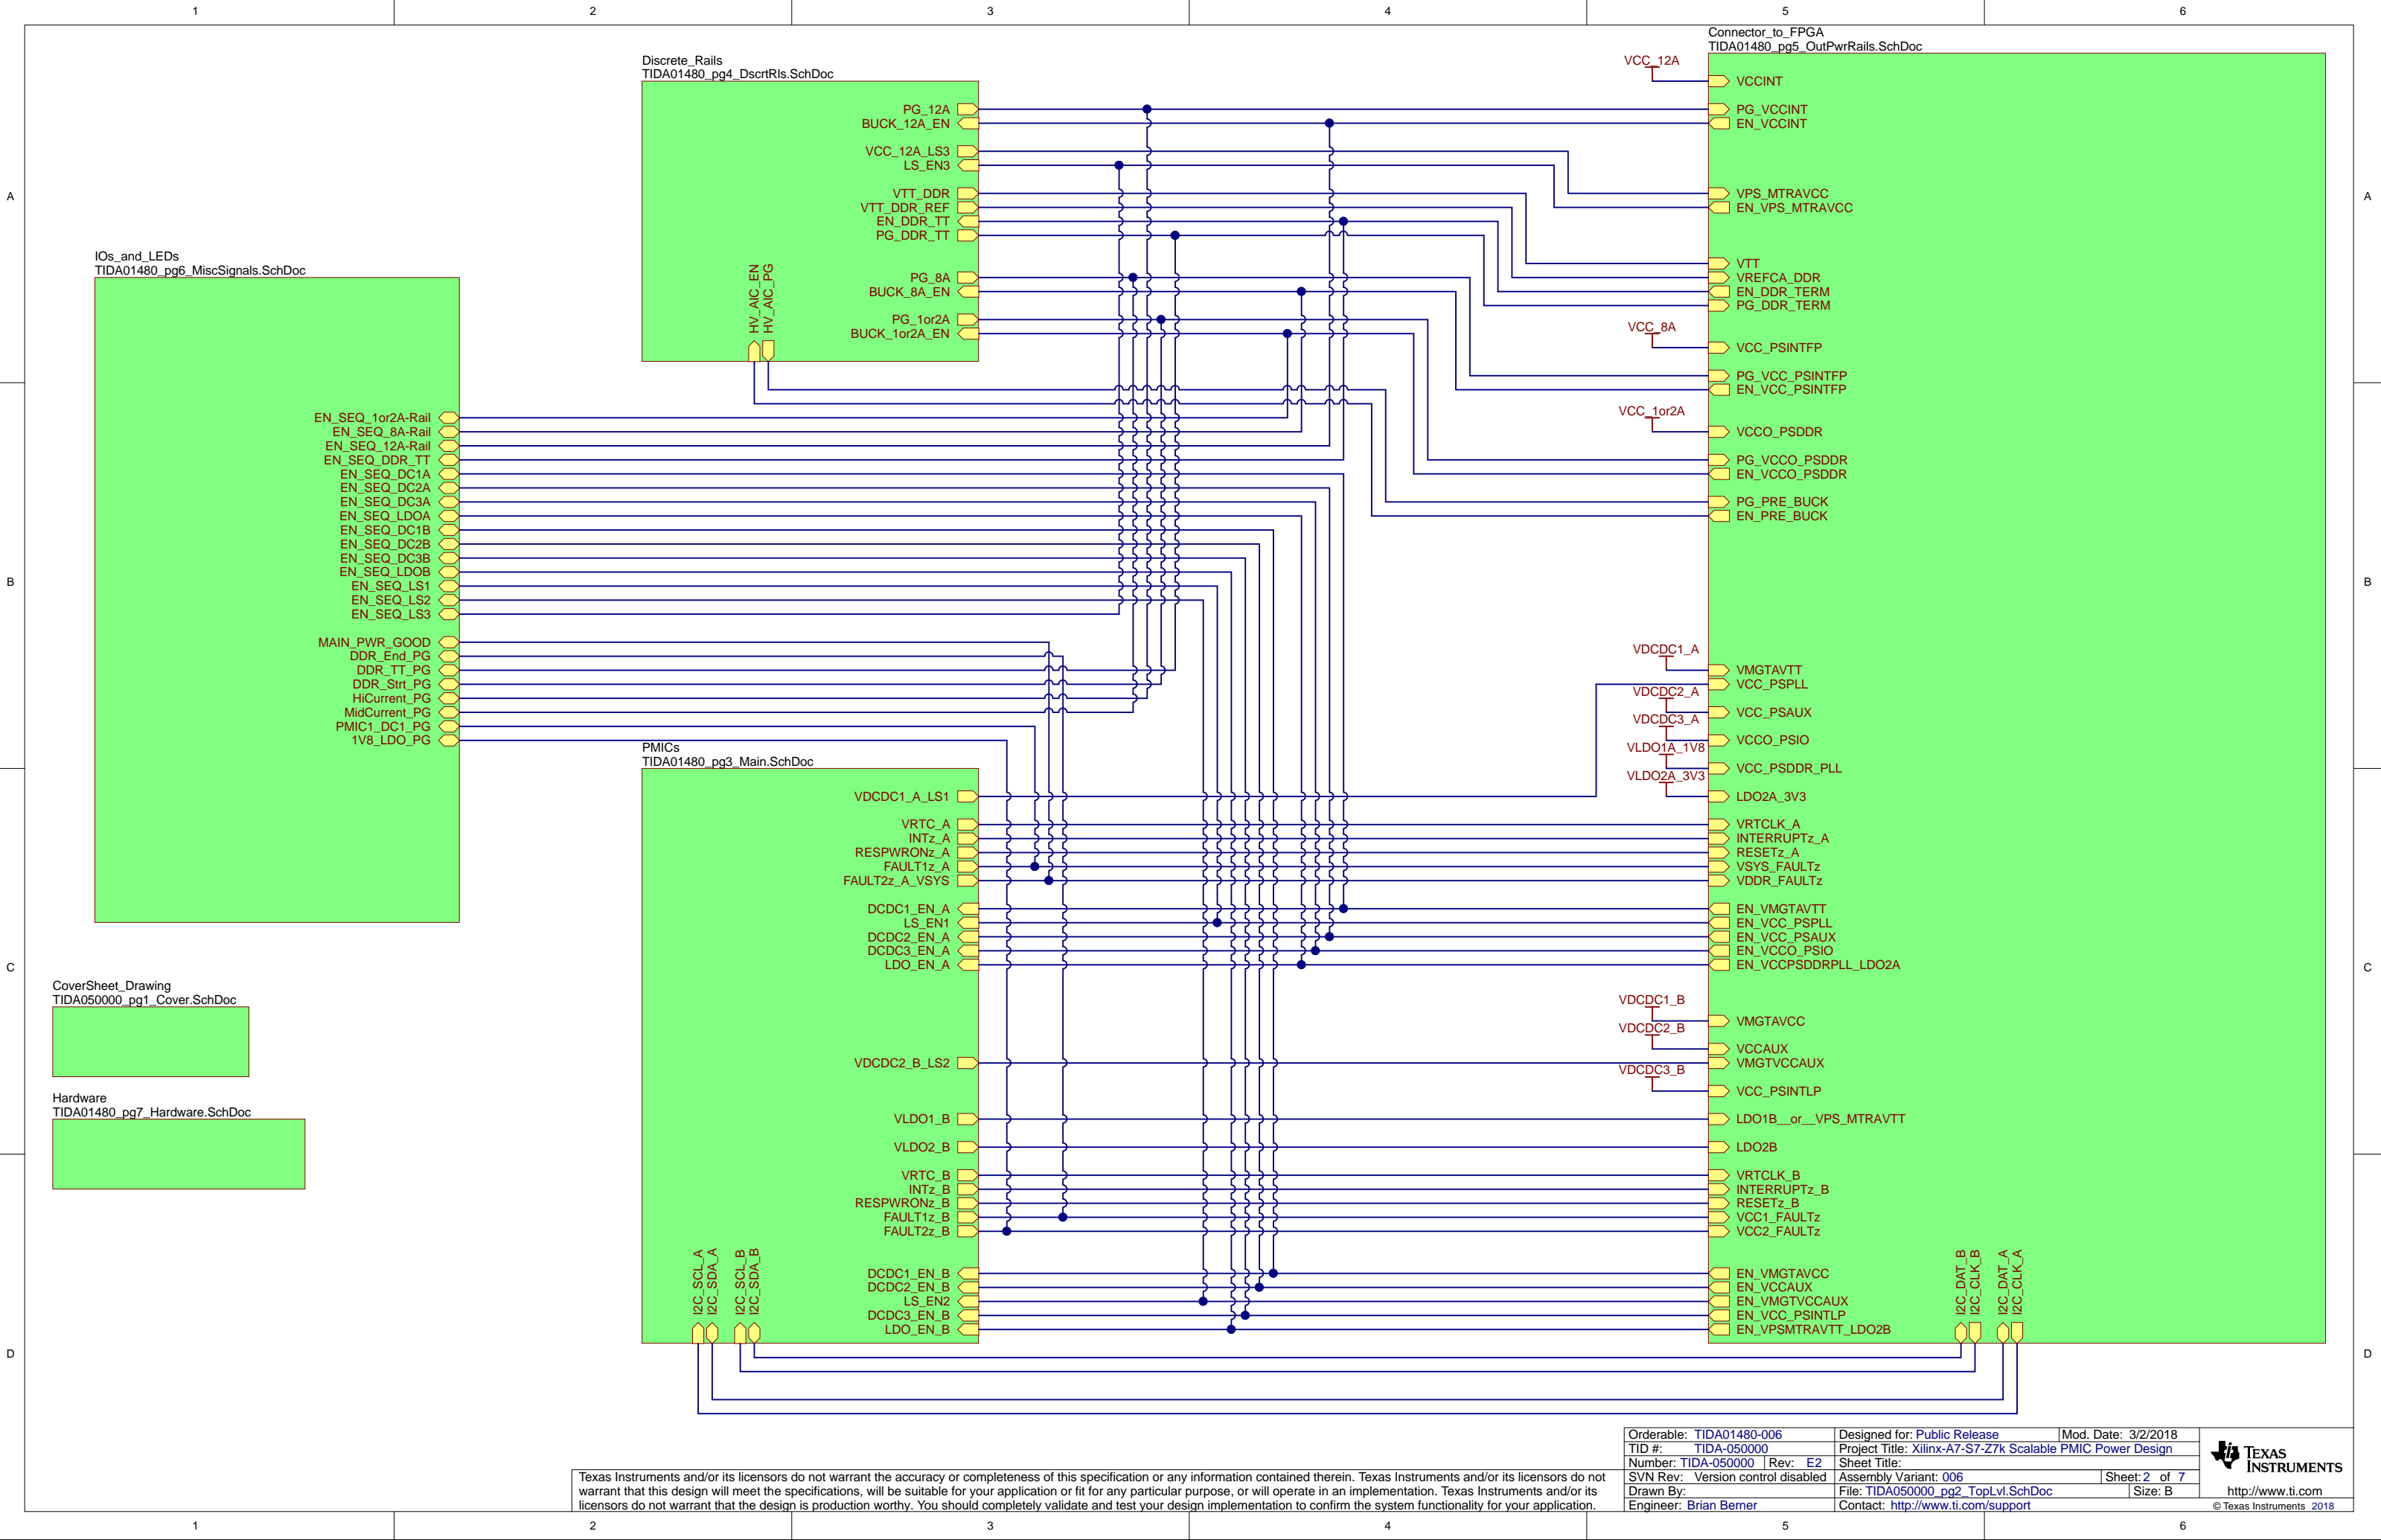 1 2 3 4 5 6
A
B
C
D
A
B
C
D
Discrete_Rails
TIDA01480_pg4_DscrtRls.SchDoc
PG_12A
BUCK_12A_EN
VCC_12A_LS3
LS_EN3
VTT_DDR
VTT_DDR_REF
EN_DDR_TT
PG_DDR_TT
PG_8A
BUCK_8A_EN
PG_1or2A
BUCK_1or2A_EN
HV_AIC_EN
HV_AIC_PG
IOs_and_LEDs
TIDA01480_pg6_MiscSignals.SchDoc
EN_SEQ_1or2A-Rail
EN_SEQ_8A-Rail
EN_SEQ_12A-Rail
EN_SEQ_DDR_TT
EN_SEQ_DC1A
EN_SEQ_DC2A
EN_SEQ_DC3A
EN_SEQ_LDOA
EN_SEQ_DC1B
EN_SEQ_DC2B
EN_SEQ_DC3B
EN_SEQ_LDOB
EN_SEQ_LS1
EN_SEQ_LS2
EN_SEQ_LS3
MAIN_PWR_GOOD
DDR_End_PG
DDR_TT_PG
DDR_Strt_PG
HiCurrent_PG
MidCurrent_PG
PMIC1_DC1_PG
1V8_LDO_PG
CoverSheet_Drawing
TIDA050000_pg1_Cover.SchDoc
Hardware
TIDA01480_pg7_Hardware.SchDoc
PMICs
TIDA01480_pg3_Main.SchDoc
VDCDC1_A_LS1
VRTC_A
INTz_A
RESPWRONz_A
FAULT1z_A
FAULT2z_A_VSYS
DCDC1_EN_A
LS_EN1
DCDC2_EN_A
DCDC3_EN_A
LDO_EN_A
VDCDC2_B_LS2
VLDO1_B
VLDO2_B
VRTC_B
INTz_B
RESPWRONz_B
FAULT1z_B
FAULT2z_B
DCDC1_EN_B
DCDC2_EN_B
LS_EN2
DCDC3_EN_B
LDO_EN_B
I2C_SCL_A
I2C_SDA_A
I2C_SCL_B
I2C_SDA_B
Connector_to_FPGA
TIDA01480_pg5_OutPwrRails.SchDoc
VCC_12A
VCCINT
PG_VCCINT
EN_VCCINT
VPS_MTRAVCC
EN_VPS_MTRAVCC
VTT
VREFCA_DDR
EN_DDR_TERM
PG_DDR_TERM
VCC_8A
VCC_PSINTFP
PG_VCC_PSINTFP
EN_VCC_PSINTFP
VCC_1or2A
VCCO_PSDDR
PG_VCCO_PSDDR
EN_VCCO_PSDDR
PG_PRE_BUCK
EN_PRE_BUCK
VDCDC1_A
VMGTAVTT
VCC_PSPLL
VDCDC2_A
VCC_PSAUX
VDCDC3_A
VCCO_PSIO
VLDO1A_1V8
VCC_PSDDR_PLL
VLDO2A_3V3
LDO2A_3V3
VRTCLK_A
INTERRUPTz_A
RESETz_A
VSYS_FAULTz
VDDR_FAULTz
EN_VMGTAVTT
EN_VCC_PSPLL
EN_VCC_PSAUX
EN_VCCO_PSIO
EN_VCCPSDDRPLL_LDO2A
VDCDC1_B
VMGTAVCC
VDCDC2_B
VCCAUX
VMGTVCCAUX
VDCDC3_B
VCC_PSINTLP
LDO1B__or__VPS_MTRAVTT
LDO2B
VRTCLK_B
INTERRUPTz_B
RESETz_B
VCC1_FAULTz
VCC2_FAULTz
EN_VMGTAVCC
EN_VCCAUX
EN_VMGTVCCAUX
EN_VCC_PSINTLP
EN_VPSMTRAVTT_LDO2B
I2C_DAT_B
I2C_CLK_B
I2C_DAT_A
I2C_CLK_A
Texas Instruments and/or its licensors do not warrant the accuracy or completeness of this specification or any information contained therein. Texas Instruments and/or its licensors do not
warrant that this design will meet the specifications, will be suitable for your application or fit for any particular purpose, or will operate in an implementation. Texas Instruments and/or its
licensors do not warrant that the design is production worthy. You should completely validate and test your design implementation to confirm the system functionality for your application.
Orderable: TIDA01480-006 Designed for: Public Release Mod. Date: 3/2/2018
TID #: TIDA-050000 Project Title: Xilinx-A7-S7-Z7k Scalable PMIC Power Design
Number: TIDA-050000 Rev: E2 Sheet Title:
SVN Rev: Version control disabled Assembly Variant: 006 Sheet: 2 of 7
Drawn By: File: TIDA050000_pg2_TopLvl.SchDoc Size: B
Engineer: Brian Berner Contact: http://www.ti.com/support
TEXAS
INSTRUMENTS
http://www.ti.com
© Texas Instruments 2018
1 2 3 4 5 6